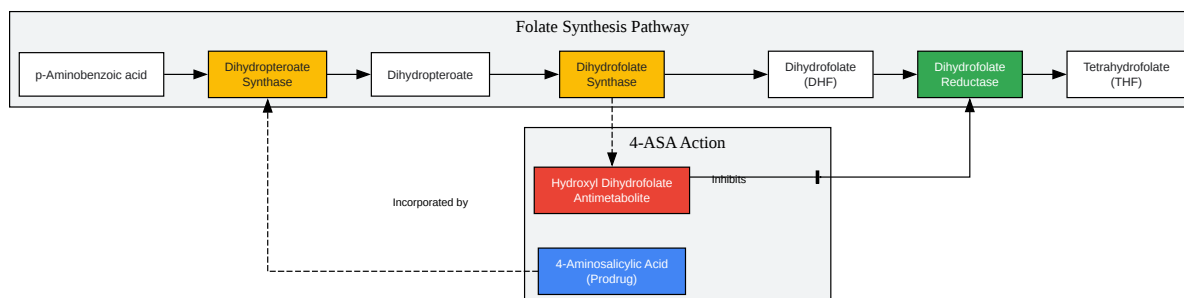 Folate Synthesis Pathway
p-Aminobenzoic acid
Dihydropteroate
Synthase
Dihydropteroate
Dihydrofolate
Synthase
Dihydrofolate
(DHF)
Dihydrofolate
Reductase
Tetrahydrofolate
(THF)
4-ASA Action
Hydroxyl Dihydrofolate
Antimetabolite
Inhibits
Incorporated by
4-Aminosalicylic Acid
(Prodrug)